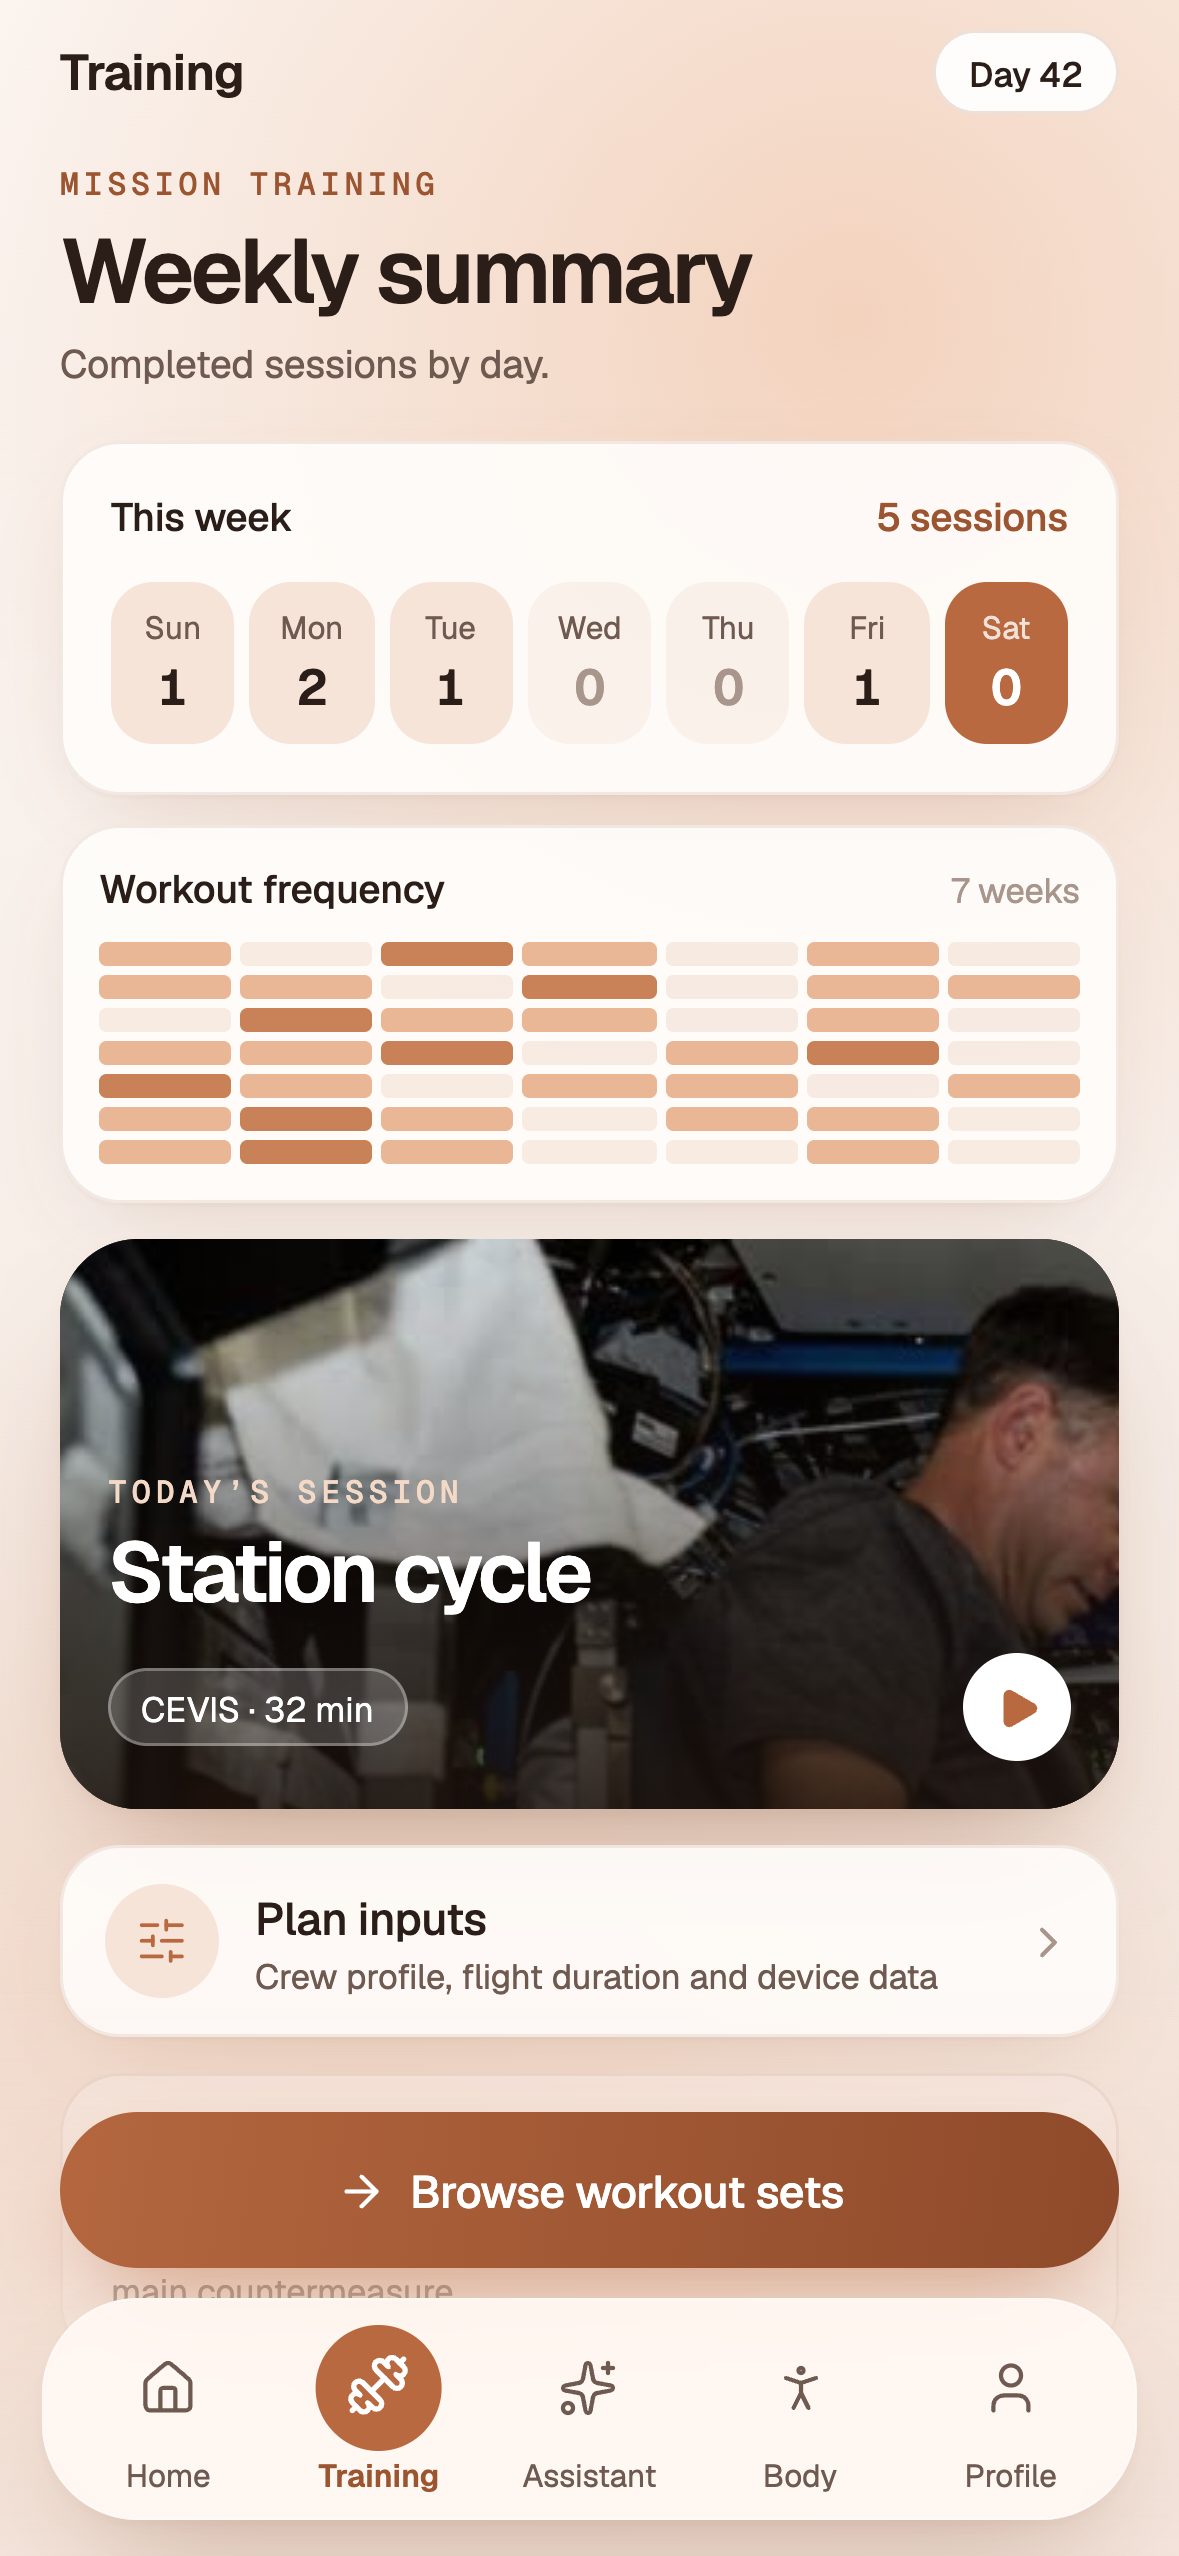 Training
Day 42
MISSION TRAINING
Weekly summary
Completed sessions by day.
This week
5 sessions
Sun Mon Tue Wed Thu Fri Sat
1 2 1 0 0 1 0
Workout frequency
7 weeks
TODAY’S SESSION
Station cycle
CEVIS · 32 min
Plan inputs
Crew profile, flight duration and device data
Browse workout sets
main countermeasure
Home Training Assistant Body Profile